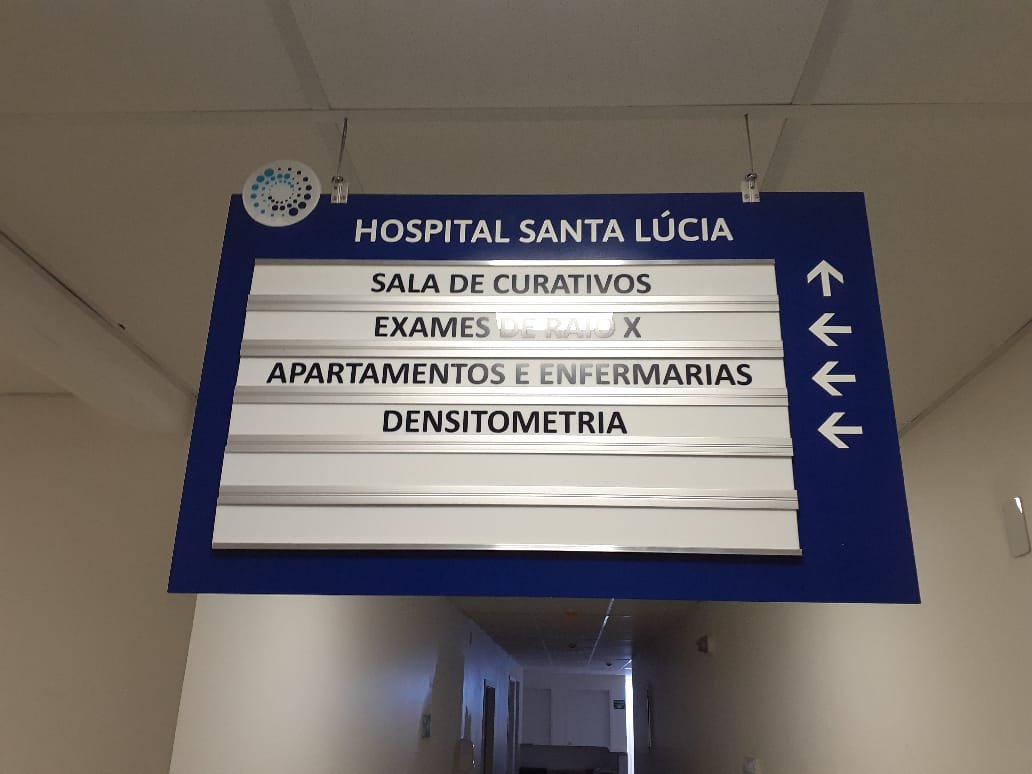 HOSPITAL SANTA LÚCIA
SALA DE CURATIVOS
EXAMES DE RAIO X
APARTAMENTOS E ENFERMARIAS
DENSITOMETRIA